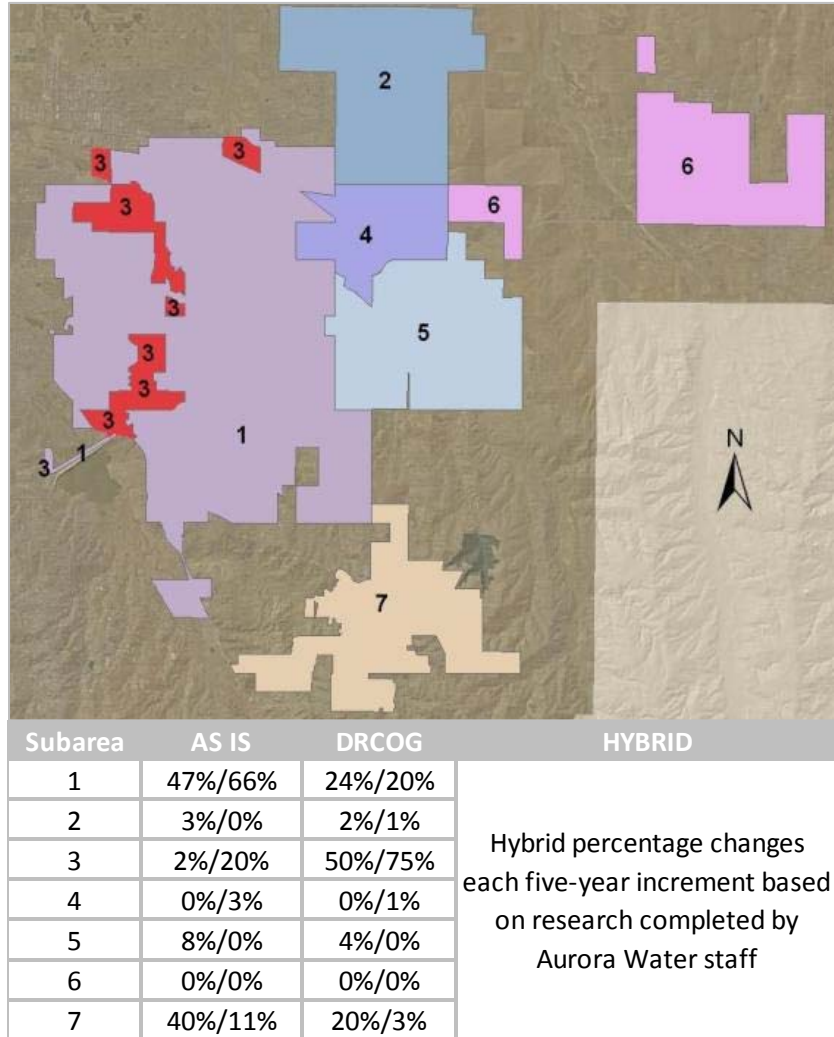 2
3
3
6
3
6
4
3
5
3
3
3
1
N
1
3
7
Subarea AS IS DRCOG HYBRID
1 47%/66% 24%/20%
2 3%/0% 2%/1%
3 2%/20% 50%/75%
4 0%/3% 0%/1%
5 8%/0% 4%/0%
6 0%/0% 0%/0%
7 40%/11% 20%/3%
Hybrid percentage changes
each five-year increment based
on research completed by
Aurora Water staff